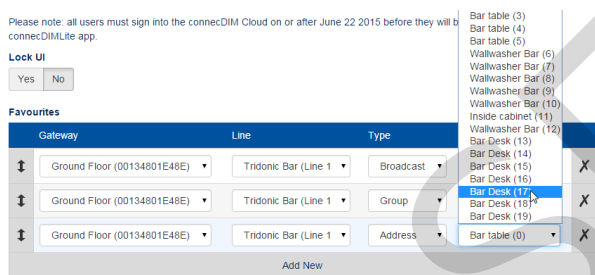 Please note: all users must sign into the connecDIM Cloud on or after June 22 2015 before they will b
connecDIMLite app.
Lock UI
Yes No
Favourites
Gateway Line Type
Ground Floor (00134801E48E) Tridonic Bar (Line 1 Broadcast X
Ground Floor (00134801E48E) Tridonic Bar (Line 1 Group X
Ground Floor (00134801E48E) Tridonic Bar (Line 1 Address Bar table (0) X
Add New
Bar table (3)
Bar table (4)
Bar table (5)
Wallwasher Bar (6)
Wallwasher Bar (7)
Wallwasher Bar (8)
Wallwasher Bar (9)
Wallwasher Bar (10)
Inside cabinet (11)
Wallwasher Bar (12)
Bar Desk (13)
Bar Desk (14)
Bar Desk (15)
Bar Desk (16)
Bar Desk (17)
Bar Desk (18)
Bar Desk (19)